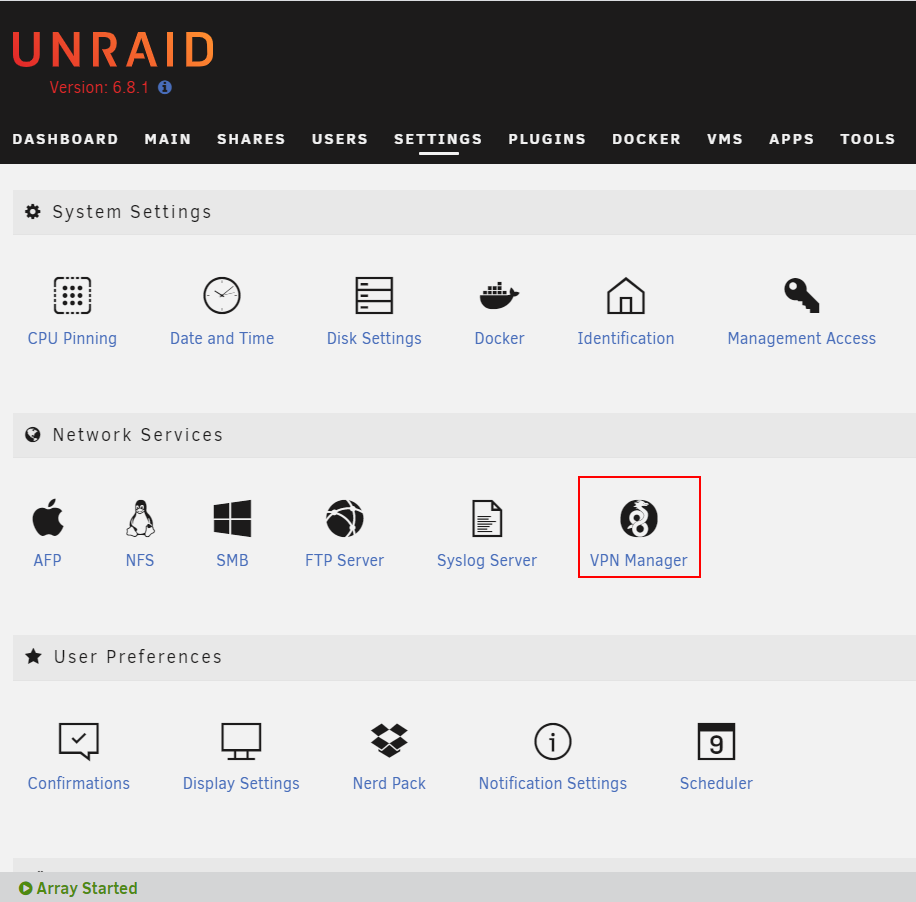 UNRAID
Version: 6.8.1
DASHBOARD MAIN SHARES USERS SETTINGS PLUGINS DOCKER VMS APPS TOOLS
System Settings
CPU Pinning Date and Time Disk Settings Docker Identification Management Access
Network Services
AFP NFS SMB FTP Server Syslog Server VPN Manager
User Preferences
9
Confirmations Display Settings Nerd Pack Notification Settings Scheduler
Array Started